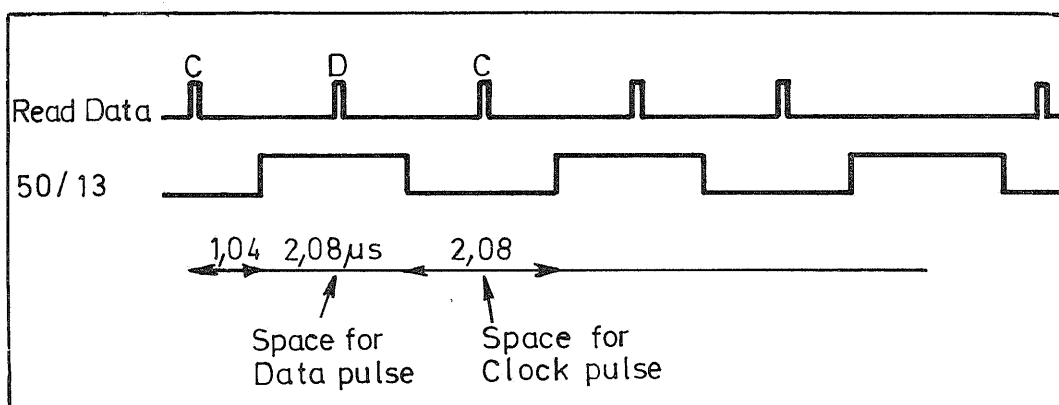 C D C
Read Data
50/13
1,04 2,08µs 2,08
Space for Data pulse
Space for Clock pulse